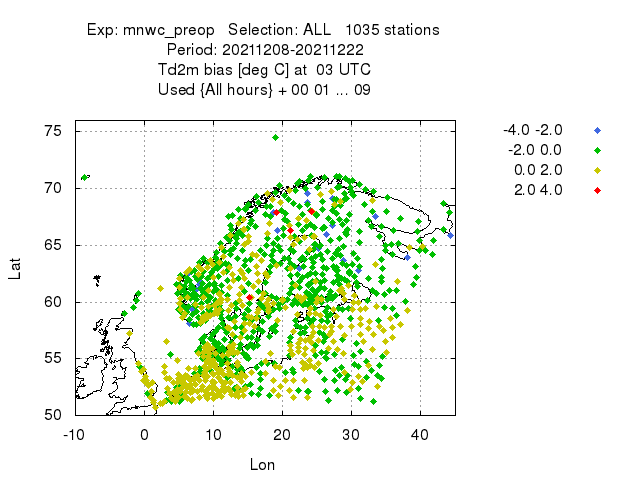 Exp: mnwc_preop   Selection: ALL   1035 stations
Period: 20211208-20211222
Td2m bias [deg C] at  03 UTC
Used {All hours} + 00 01 ... 09
-4.0 -2.0
-2.0 0.0
0.0 2.0
2.0 4.0
75
70
65
60
55
50
Lat
-10 0 10 20 30 40
Lon